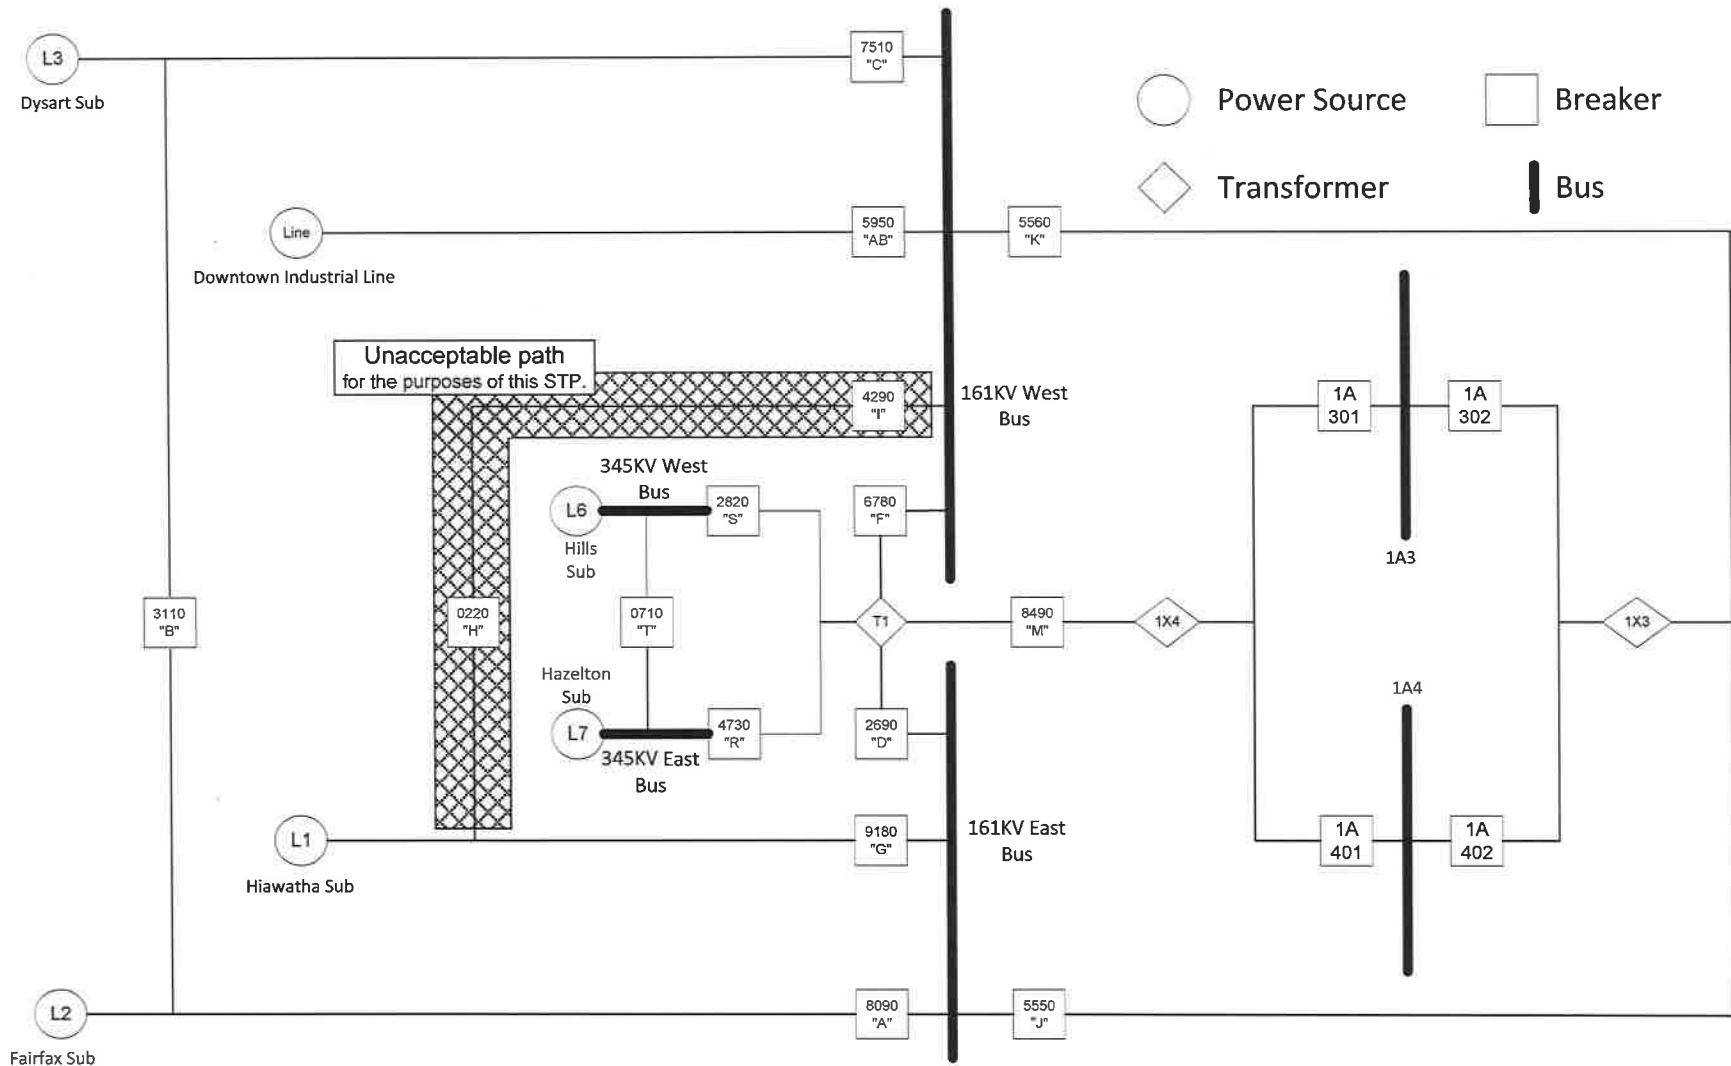 L3
Dysart Sub
7510
"C"
Power Source
Breaker
Transformer
Bus
Line
Downtown Industrial Line
5950
"AB"
5560
"K"
Unacceptable path
for the purposes of this STP.
4290
"I"
161KV West
Bus
1A
301
1A
302
1A3
345KV West
Bus
L6
Hills
Sub
2820
"S"
6780
"F"
3110
"B"
0220
"H"
0710
"T"
T1
8490
"M"
1X4
1X3
Hazelton
Sub
L7
4730
"R"
345KV East
Bus
2690
"D"
1A4
L1
Hiawatha Sub
9180
"G"
161KV East
Bus
1A
401
1A
402
L2
Fairfax Sub
8090
"A"
5550
"J"